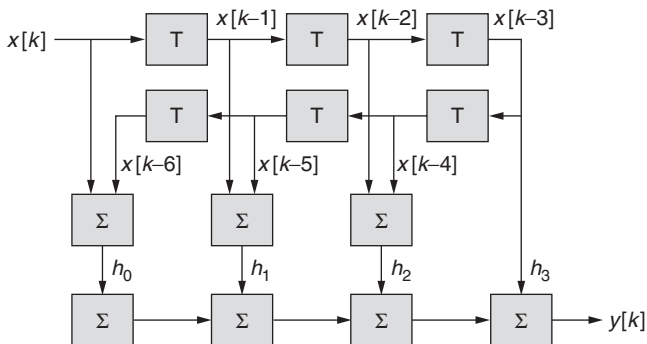 x[k–1] x[k–2] x[k–3]
x[k] T T T
T T T
x[k–6] x[k–5] x[k–4]
Σ Σ Σ
h0 h1 h2 h3
Σ Σ Σ Σ y[k]